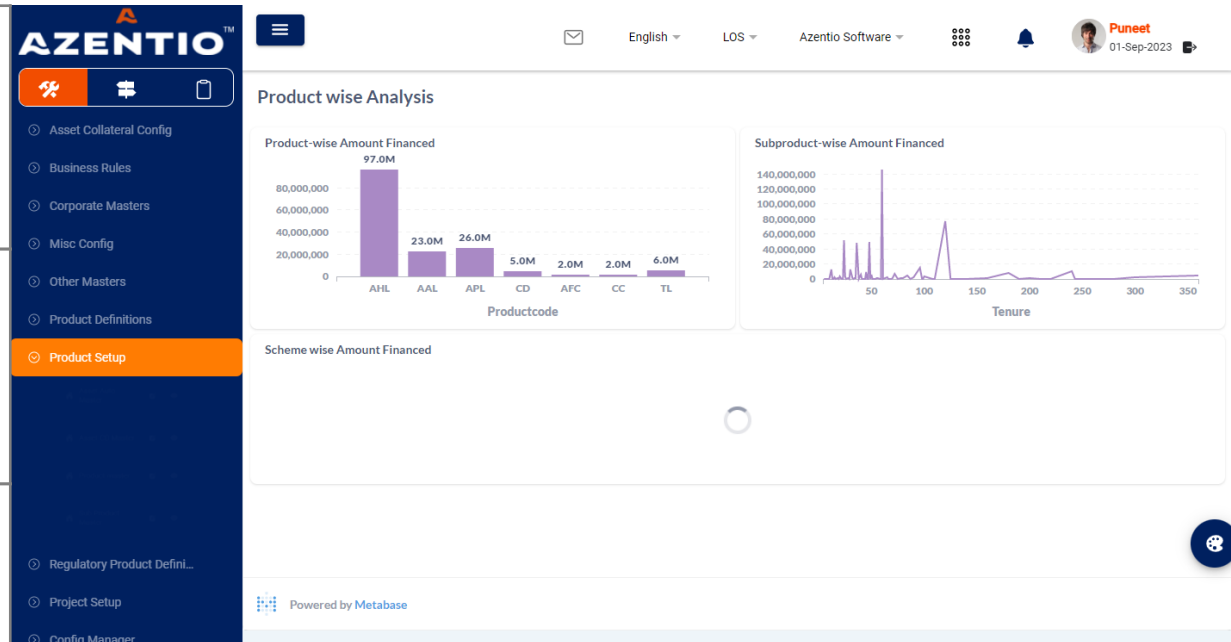 AZENTIO™
English
LOS
Azentio Software
Puneet
01-Sep-2023
Asset Collateral Config
Business Rules
Corporate Masters
Misc Config
Other Masters
Product Definitions
Product Setup
Regulatory Product Defini...
Project Setup
Config Manager
Product wise Analysis
Product-wise Amount Financed
97.0M
80,000,000
60,000,000
40,000,000
20,000,000
0
23.0M
26.0M
5.0M
2.0M
2.0M
6.0M
AHL AAL APL CD AFC CC TL
Productcode
Subproduct-wise Amount Financed
140,000,000
120,000,000
100,000,000
80,000,000
60,000,000
40,000,000
20,000,000
0
50 100 150 200 250 300 350
Tenure
Scheme wise Amount Financed
Powered by Metabase